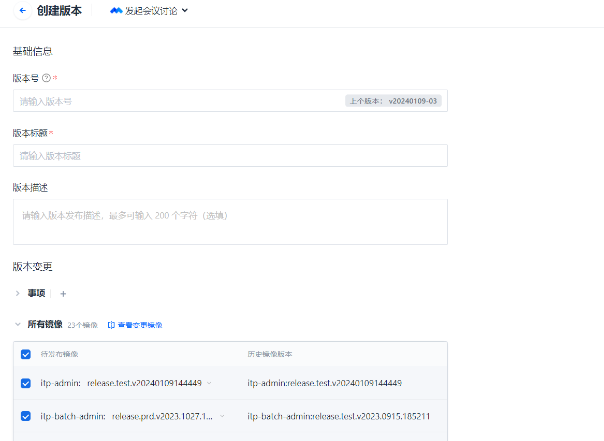 创建版本 发起会议讨论
基础信息
版本号 *
请输入版本号 上个版本： v20240109-03
版本标题 *
请输入版本标题
版本描述
请输入版本发布描述，最多可输入 200 个字符（选填）
版本变更
事项 +
所有镜像 23个镜像 查看变更镜像
待发布镜像 历史镜像版本
itp-admin: release.test.v20240109144449 itp-admin:release.test.v20240109144449
itp-batch-admin: release.prd.v2023.1027.1... itp-batch-admin:release.test.v2023.0915.185211